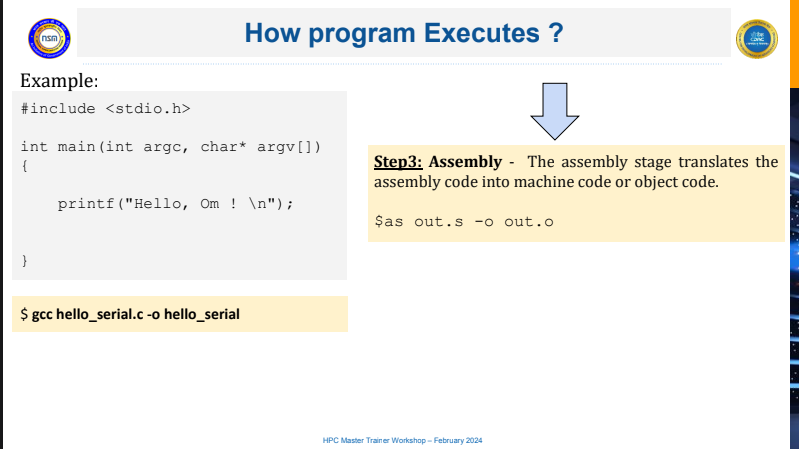 How program Executes ?
nsm
CDAC
Example:
#include <stdio.h>
int main(int argc, char* argv[])
{
printf("Hello, Om ! \n");
}
$ gcc hello_serial.c -o hello_serial
Step3: Assembly - The assembly stage translates the
assembly code into machine code or object code.
$as out.s -o out.o
HPC Master Trainer Workshop – February 2024